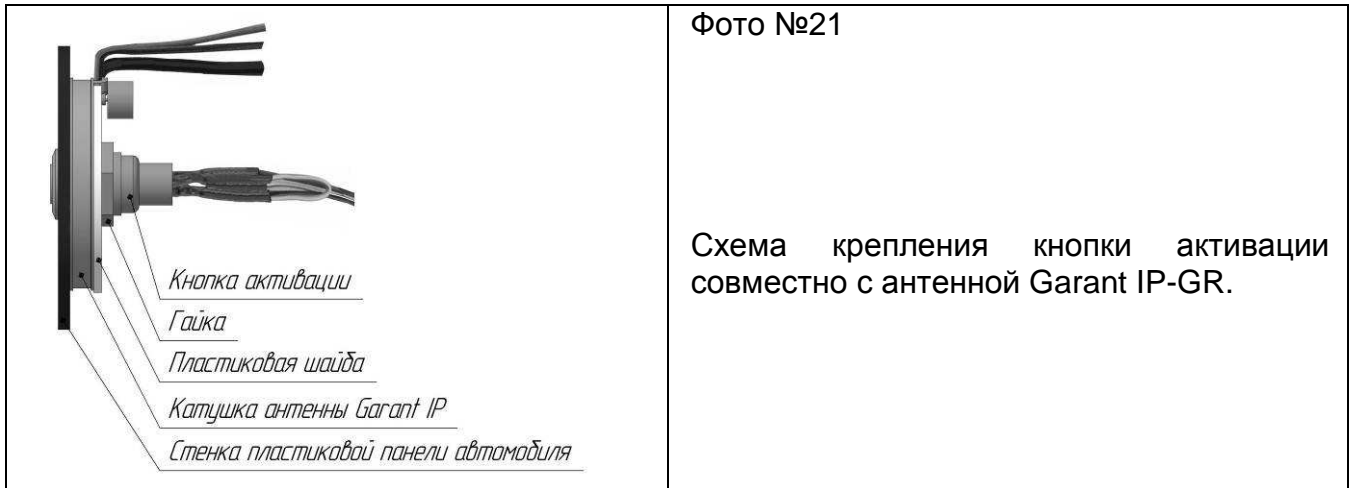 Фото №21
Кнопка активации
Гайка
Пластиковая шайба
Катушка антенны Garant IP
Стенка пластиковой панели автомобиля
Схема крепления кнопки активации
совместно с антенной Garant IP-GR.